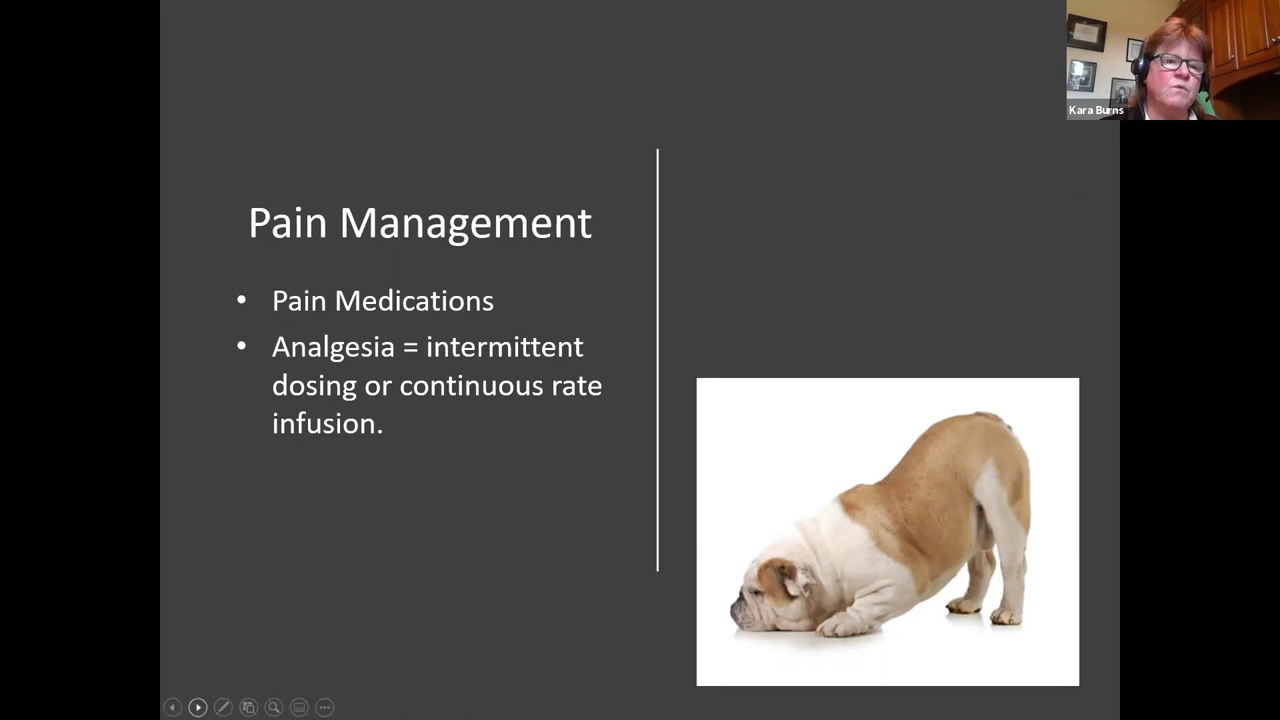 Kara Burns
Pain Management
• Pain Medications
• Analgesia = intermittent
dosing or continuous rate
infusion.